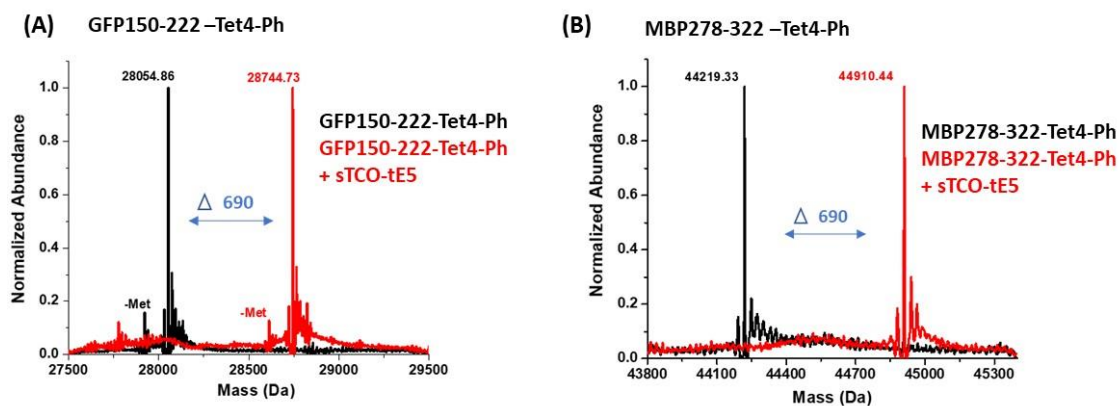 (A) GFP150-222 –Tet4-Ph
28054.86
28744.73
GFP150-222-Tet4-Ph
GFP150-222-Tet4-Ph
+ sTCO-tE5
Δ 690
-Met
-Met
Normalized Abundance
1.0
0.8
0.6
0.4
0.2
0.0
27500 28000 28500 29000 29500
Mass (Da)
(B) MBP278-322 –Tet4-Ph
44219.33
44910.44
MBP278-322-Tet4-Ph
MBP278-322-Tet4-Ph
+ sTCO-tE5
Δ 690
Normalized Abundance
1.0
0.8
0.6
0.4
0.2
0.0
43800 44100 44400 44700 45000 45300
Mass (Da)